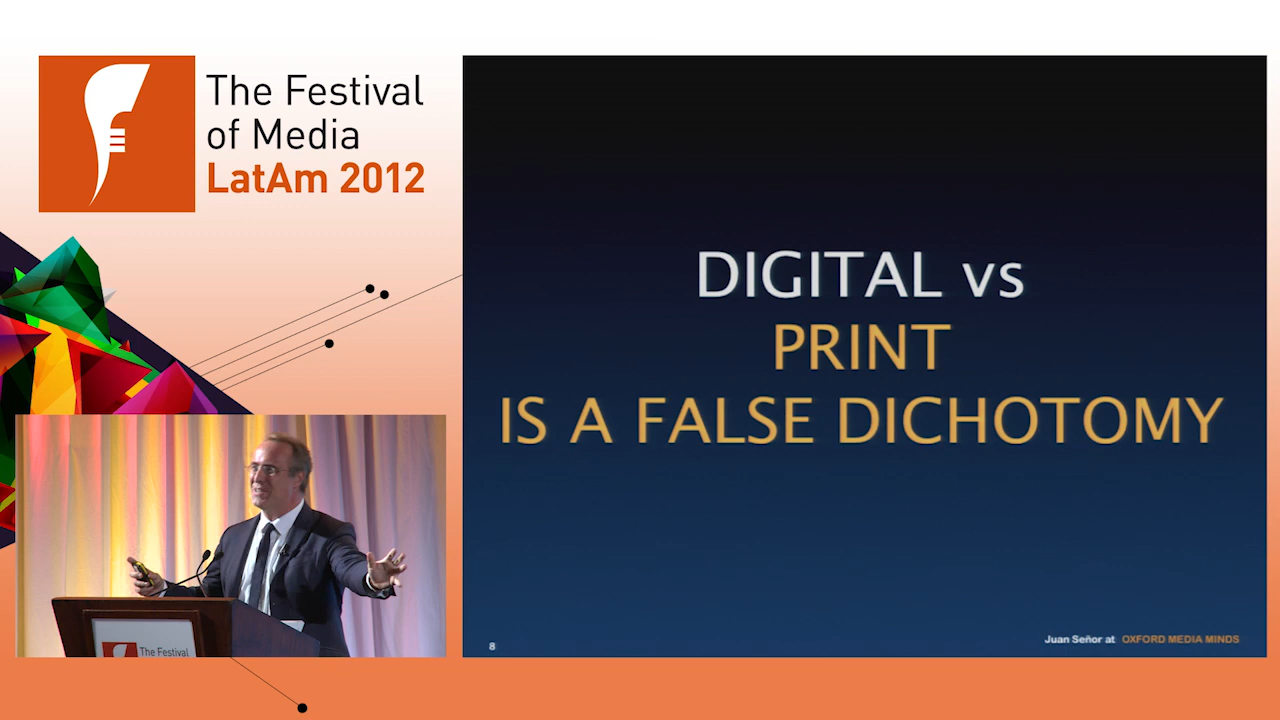 The Festival
of Media
LatAm 2012
DIGITAL vs
PRINT
IS A FALSE DICHOTOMY
8
Juan Señor at OXFORD MEDIA MINDS
The Festival